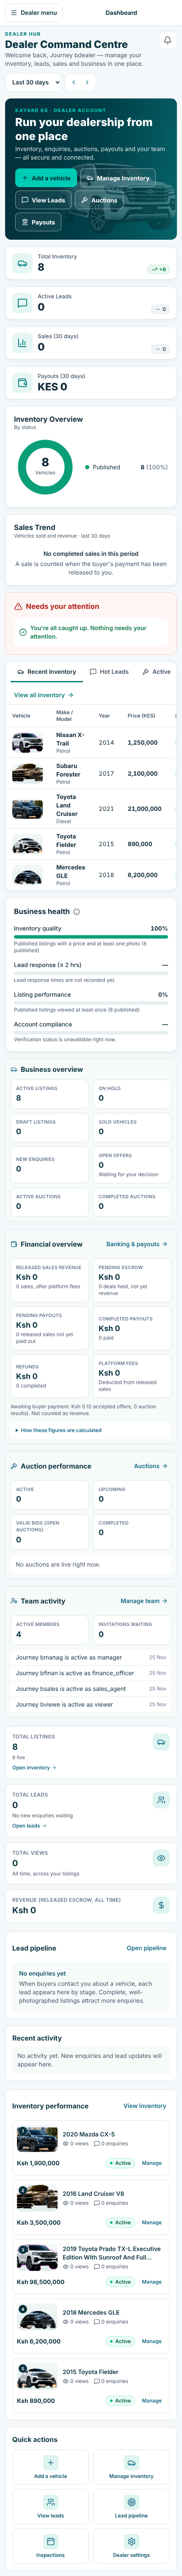 Dealer menu
Dashboard
DEALER HUB
Dealer Command Centre
Welcome back, Journey bdealer — manage your
inventory, leads, sales and business in one place.
Last 30 days
KAYARD KE · DEALER ACCOUNT
Run your dealership from
one place
Inventory, enquiries, auctions, payouts and your team
— all secure and connected.
Add a vehicle
Manage Inventory
View Leads
Auctions
Payouts
Total Inventory
8
+8
Active Leads
0
— 0
Sales (30 days)
0
— 0
Payouts (30 days)
KES 0
Inventory Overview
By status
8
Vehicles
Published
8 (100%)
Sales Trend
Vehicles sold and revenue · last 30 days
No completed sales in this period
A sale is counted when the buyer's payment has been
released to you.
Needs your attention
You're all caught up. Nothing needs your
attention.
Recent Inventory
Hot Leads
Active
View all inventory →
Vehicle
Make /
Model
Year
Price (KES)
Nissan X-
Trail
Petrol
2014
1,250,000
Subaru
Forester
Petrol
2017
2,100,000
Toyota
Land
Cruiser
Diesel
2021
21,000,000
Toyota
Fielder
Petrol
2015
890,000
Mercedes
GLE
Petrol
2018
6,200,000
Business health
Inventory quality
100%
Published listings with a price and at least one photo (8
published)
Lead response (≤ 2 hrs)
—
Lead response times are not recorded yet.
Listing performance
0%
Published listings viewed at least once (8 published)
Account compliance
—
Verification status is unavailable right now.
Business overview
ACTIVE LISTINGS
8
ON HOLD
0
DRAFT LISTINGS
0
SOLD VEHICLES
0
NEW ENQUIRIES
0
OPEN OFFERS
0
Waiting for your decision
ACTIVE AUCTIONS
0
COMPLETED AUCTIONS
0
Financial overview
Banking & payouts →
RELEASED SALES REVENUE
Ksh 0
0 sales, after platform fees
PENDING ESCROW
Ksh 0
0 deals held, not yet
revenue
PENDING PAYOUTS
Ksh 0
0 released sales not yet
paid out
COMPLETED PAYOUTS
Ksh 0
0 paid
REFUNDS
Ksh 0
0 completed
PLATFORM FEES
Ksh 0
Deducted from released
sales
Awaiting buyer payment: Ksh 0 (0 accepted offers, 0 auction
results). Not counted as revenue.
How these figures are calculated
Auction performance
Auctions →
ACTIVE
0
UPCOMING
0
VALID BIDS (OPEN
AUCTIONS)
0
COMPLETED
0
No auctions are live right now.
Team activity
Manage team →
ACTIVE MEMBERS
4
INVITATIONS WAITING
0
Journey bmanag is active as manager
25 Nov
Journey bfinan is active as finance_officer
25 Nov
Journey bsales is active as sales_agent
25 Nov
Journey bviewe is active as viewer
25 Nov
TOTAL LISTINGS
8
8 live
Open inventory →
TOTAL LEADS
0
No new enquiries waiting
Open leads →
TOTAL VIEWS
0
All time, across your listings
REVENUE (RELEASED ESCROW, ALL TIME)
Ksh 0
Lead pipeline
Open pipeline
No enquiries yet
When buyers contact you about a vehicle, each
lead appears here by stage. Complete, well-
photographed listings attract more enquiries.
Recent activity
No activity yet. New enquiries and lead updates will
appear here.
Inventory performance
View inventory
1
2020 Mazda CX-5
0 views
0 enquiries
Ksh 1,900,000
Active
Manage
2
2016 Land Cruiser V8
0 views
0 enquiries
Ksh 3,500,000
Active
Manage
3
2019 Toyota Prado TX-L Executive
Edition With Sunroof And Full...
0 views
0 enquiries
Ksh 98,500,000
Active
Manage
4
2018 Mercedes GLE
0 views
0 enquiries
Ksh 6,200,000
Active
Manage
5
2015 Toyota Fielder
0 views
0 enquiries
Ksh 890,000
Active
Manage
Quick actions
Add a vehicle
Manage inventory
View leads
Lead pipeline
Inspections
Dealer settings